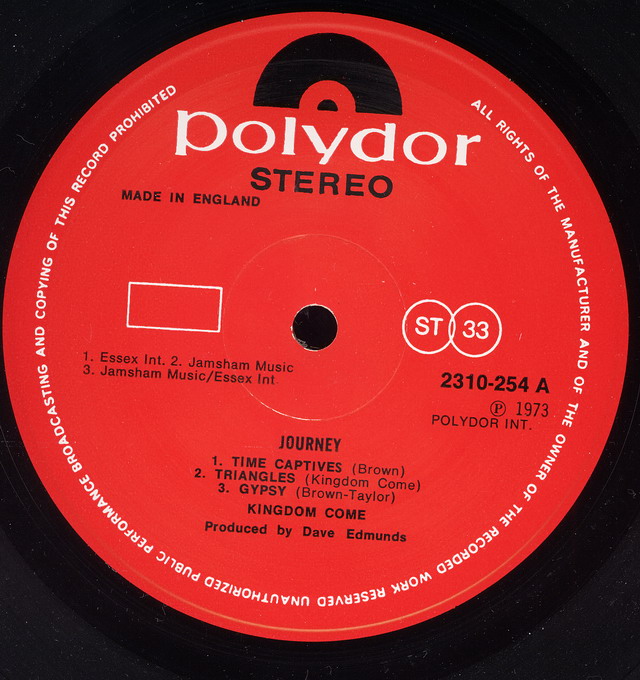 polydor
STEREO
MADE IN ENGLAND
ST 33
1. Essex Int. 2. Jamsham Music
3. Jamsham Music/Essex Int
2310-254 A
Ⓟ 1973
POLYDOR INT.
JOURNEY
1. TIME CAPTIVES (Brown)
2. TRIANGLES (Kingdom Come)
3. GYPSY (Brown-Taylor)
KINGDOM COME
Produced by Dave Edmunds
ALL RIGHTS OF THE MANUFACTURER AND OF THE OWNER OF THE RECORDED WORK RESERVED UNAUTHORIZED PUBLIC PERFORMANCE BROADCASTING AND COPYING OF THIS RECORD PROHIBITED